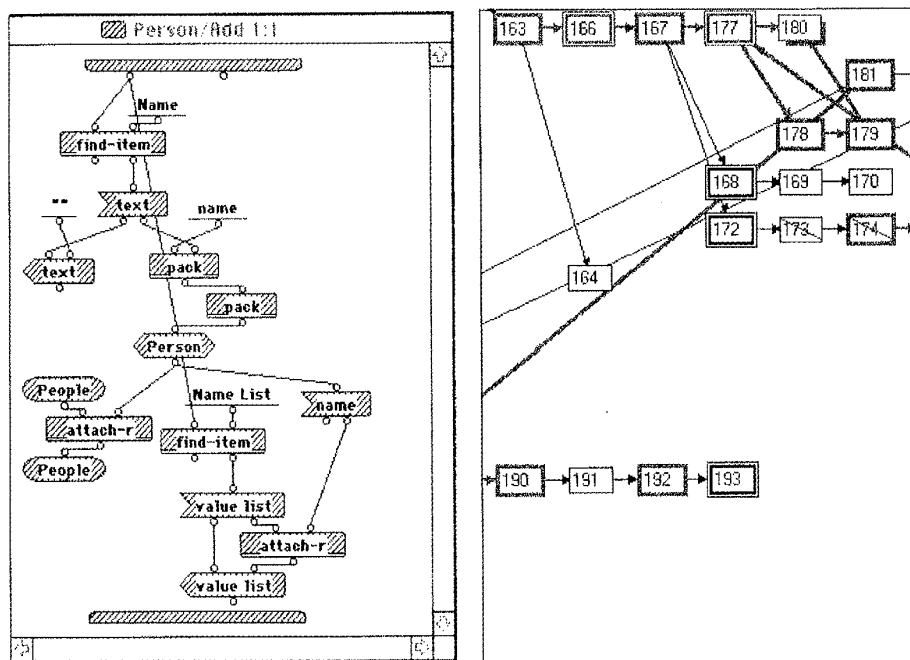 Person/Add 1:1
Name
find-item
""
text
name
text
pack
pack
Person
People
Name List
name
attach-r
find-item
People
value list
attach-r
value list
163 166 167 177 180
181
178 179
168 169 170
172 173 174
164
190 191 192 193